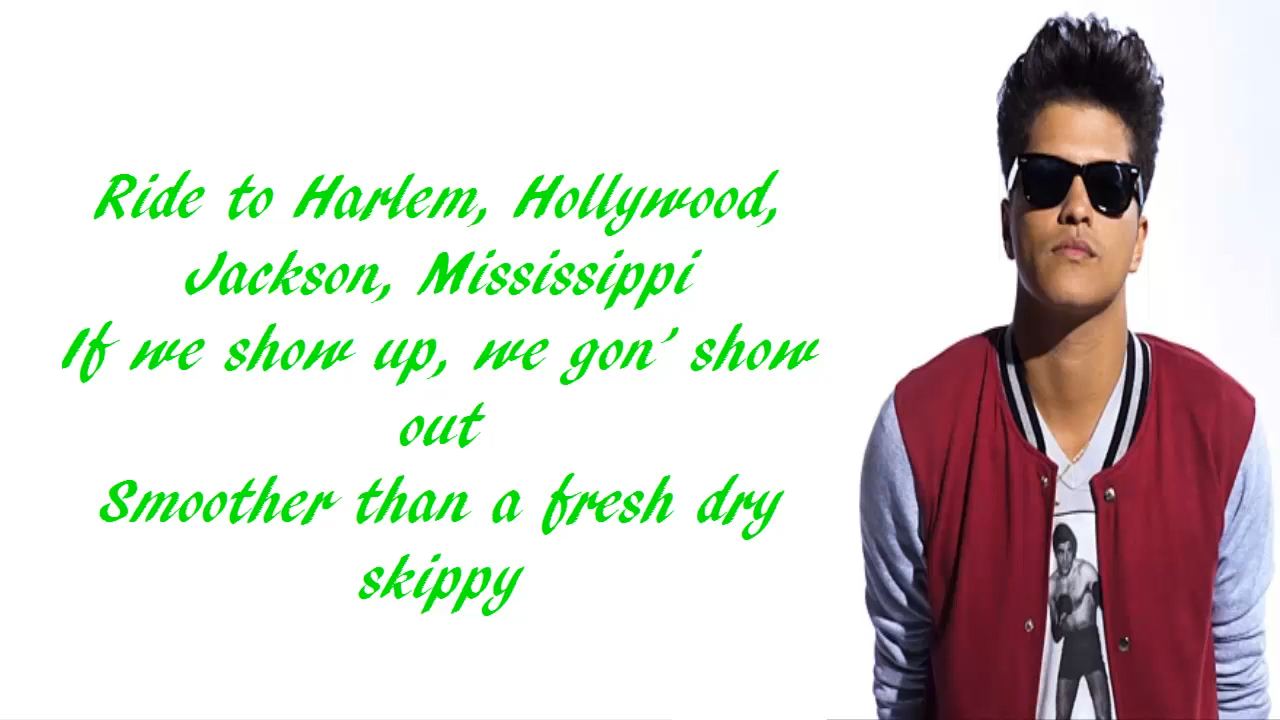 Ride to Harlem, Hollywood,
Jackson, Mississippi
If we show up, we gon’ show
out
Smoother than a fresh dry
skippy